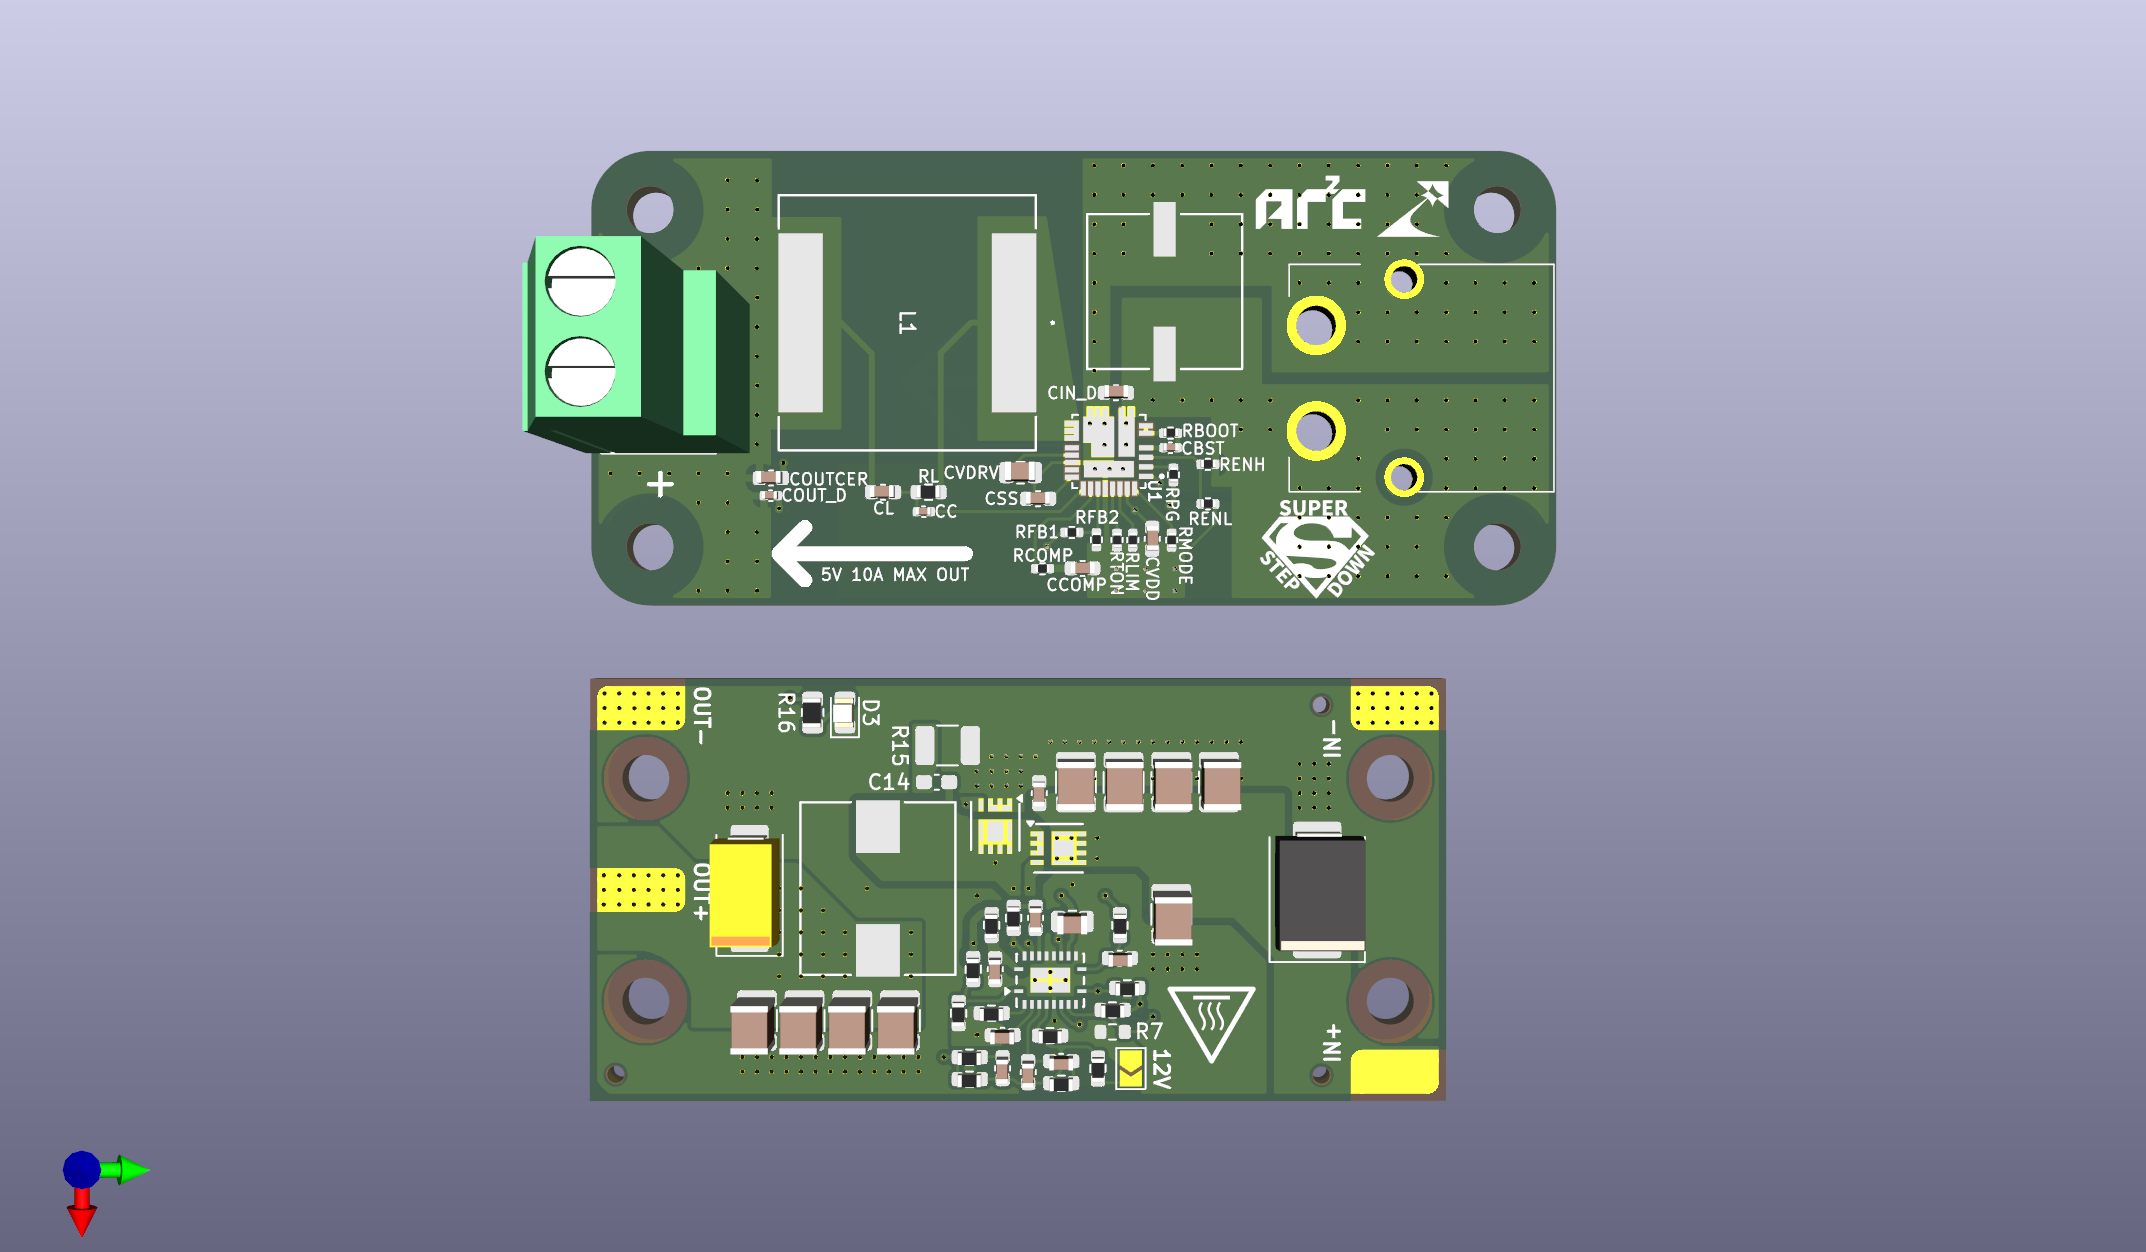 ARC
2
L1
CIN_D
RBOOT
CBST
RENH
COUTCER
COUT_D
RL
CVDRV
CL
CC
CSS
U1
RPG
RENL
RFB2
RFB1
RCOMP
CCOMP
RTON
RLIM
CVDD
RMODE
+
5V 10A MAX OUT
SUPER
S
STEP
DOWN
OUT-
R16
D3
R15
C14
IN-
OUT+
R7
12V
IN+